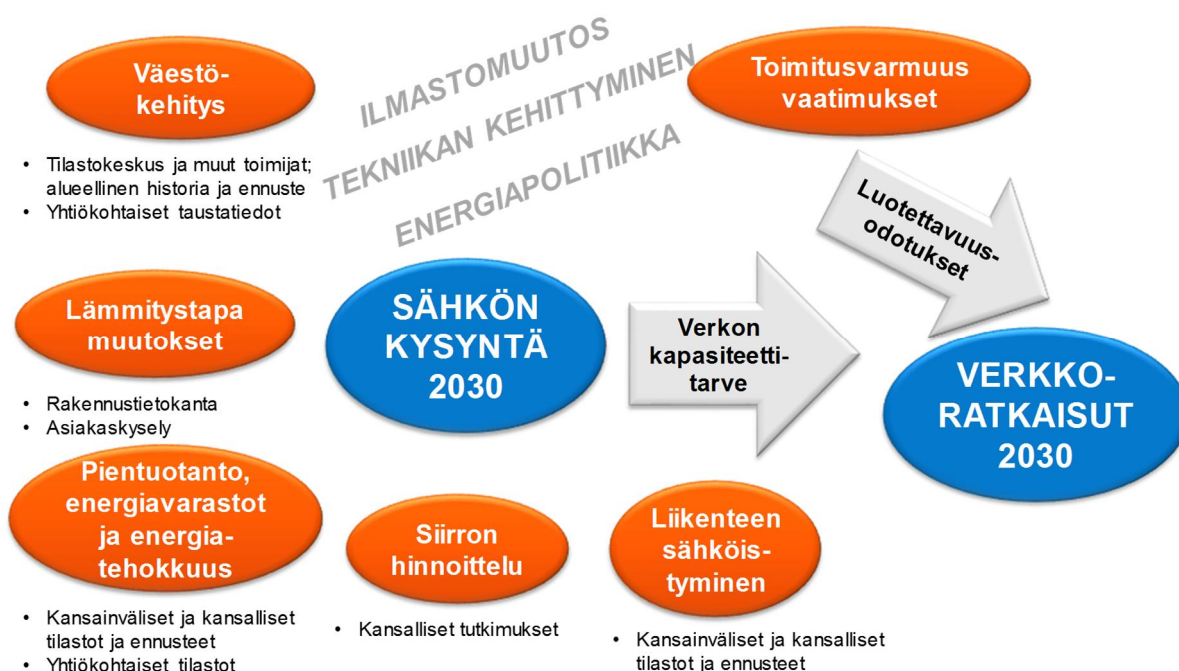 Väestö-
kehitys
• Tilastokeskus ja muut toimijat;
alueellinen historia ja ennuste
• Yhtiökohtaiset taustatiedot
ILMASTOMUUTOS
TEKNIIKAN KEHITTYMINEN
ENERGIAPOLITIIKKA
Toimitusvarmuus
vaatimukset
Luotettavuus-
odotukset
Lämmitystapa
muutokset
• Rakennustietokanta
• Asiakaskysely
SÄHKÖN
KYSYNTÄ
2030
Verkon
kapasiteetti-
tarve
VERKKO-
RATKAISUT
2030
Pientuotanto,
energiavarastot
ja energia-
tehokkuus
• Kansainväliset ja kansalliset
tilastot ja ennusteet
• Yhtiökohtaiset tilastot
Siirron
hinnoittelu
• Kansalliset tutkimukset
Liikenteen
sähköis-
tyminen
• Kansainväliset ja kansalliset
tilastot ja ennusteet